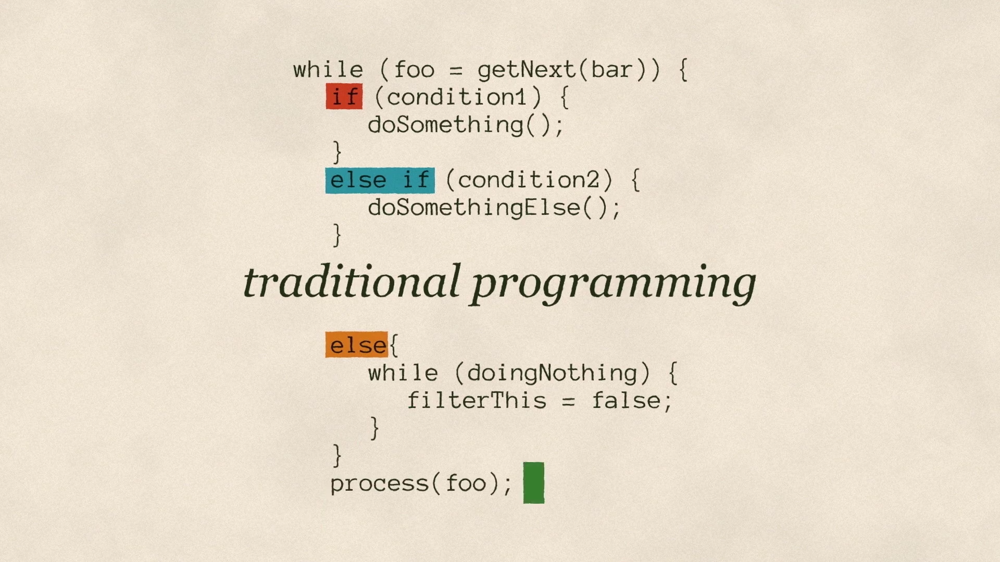 while (foo = getNext(bar)) {
if (condition1) {
doSomething();
}
else if (condition2) {
doSomethingElse();
}
traditional programming
else{
while (doingNothing) {
filterThis = false;
}
}
process(foo);